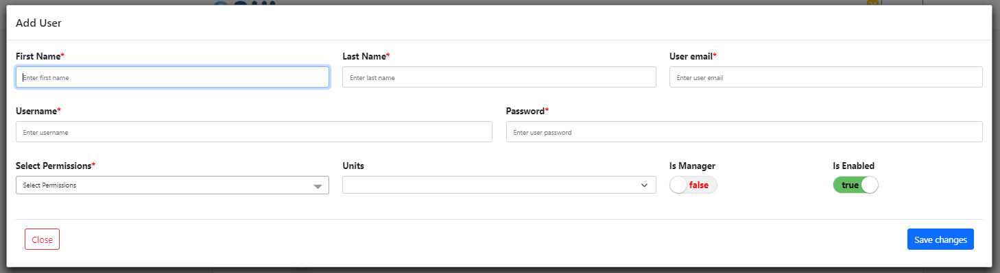 Add User
First Name* Last Name* User email*
Enter first name Enter last name Enter user email
Username* Password*
Enter username Enter user password
Select Permissions* Units Is Manager Is Enabled
Select Permissions false true
Close Save changes